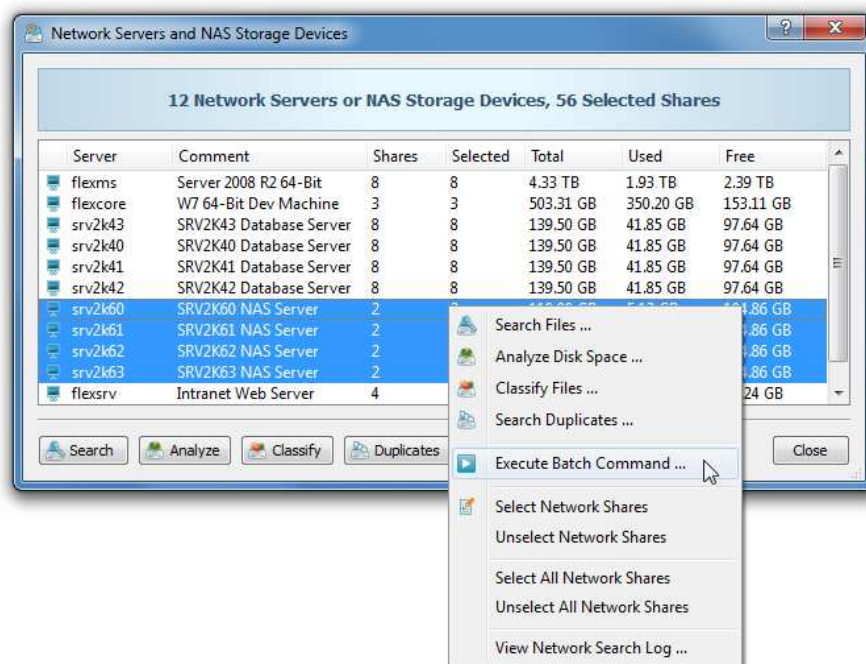 Network Servers and NAS Storage Devices
12 Network Servers or NAS Storage Devices, 56 Selected Shares
Server Comment Shares Selected Total Used Free
flexms Server 2008 R2 64-Bit 8 8 4.33 TB 1.93 TB 2.39 TB
flexcore W7 64-Bit Dev Machine 3 3 503.31 GB 350.20 GB 153.11 GB
srv2k43 SRV2K43 Database Server 8 8 139.50 GB 41.85 GB 97.64 GB
srv2k40 SRV2K40 Database Server 8 8 139.50 GB 41.85 GB 97.64 GB
srv2k41 SRV2K41 Database Server 8 8 139.50 GB 41.85 GB 97.64 GB
srv2k42 SRV2K42 Database Server 8 8 139.50 GB 41.85 GB 97.64 GB
srv2k60 SRV2K60 NAS Server 2 GB
srv2k61 SRV2K61 NAS Server 2 .86 GB
srv2k62 SRV2K62 NAS Server 2 .86 GB
srv2k63 SRV2K63 NAS Server 2 .86 GB
flexsrv Intranet Web Server 4 24 GB
Search Analyze Classify Duplicates Close
Search Files ...
Analyze Disk Space ...
Classify Files ...
Search Duplicates ...
Execute Batch Command ...
Select Network Shares
Unselect Network Shares
Select All Network Shares
Unselect All Network Shares
View Network Search Log ...